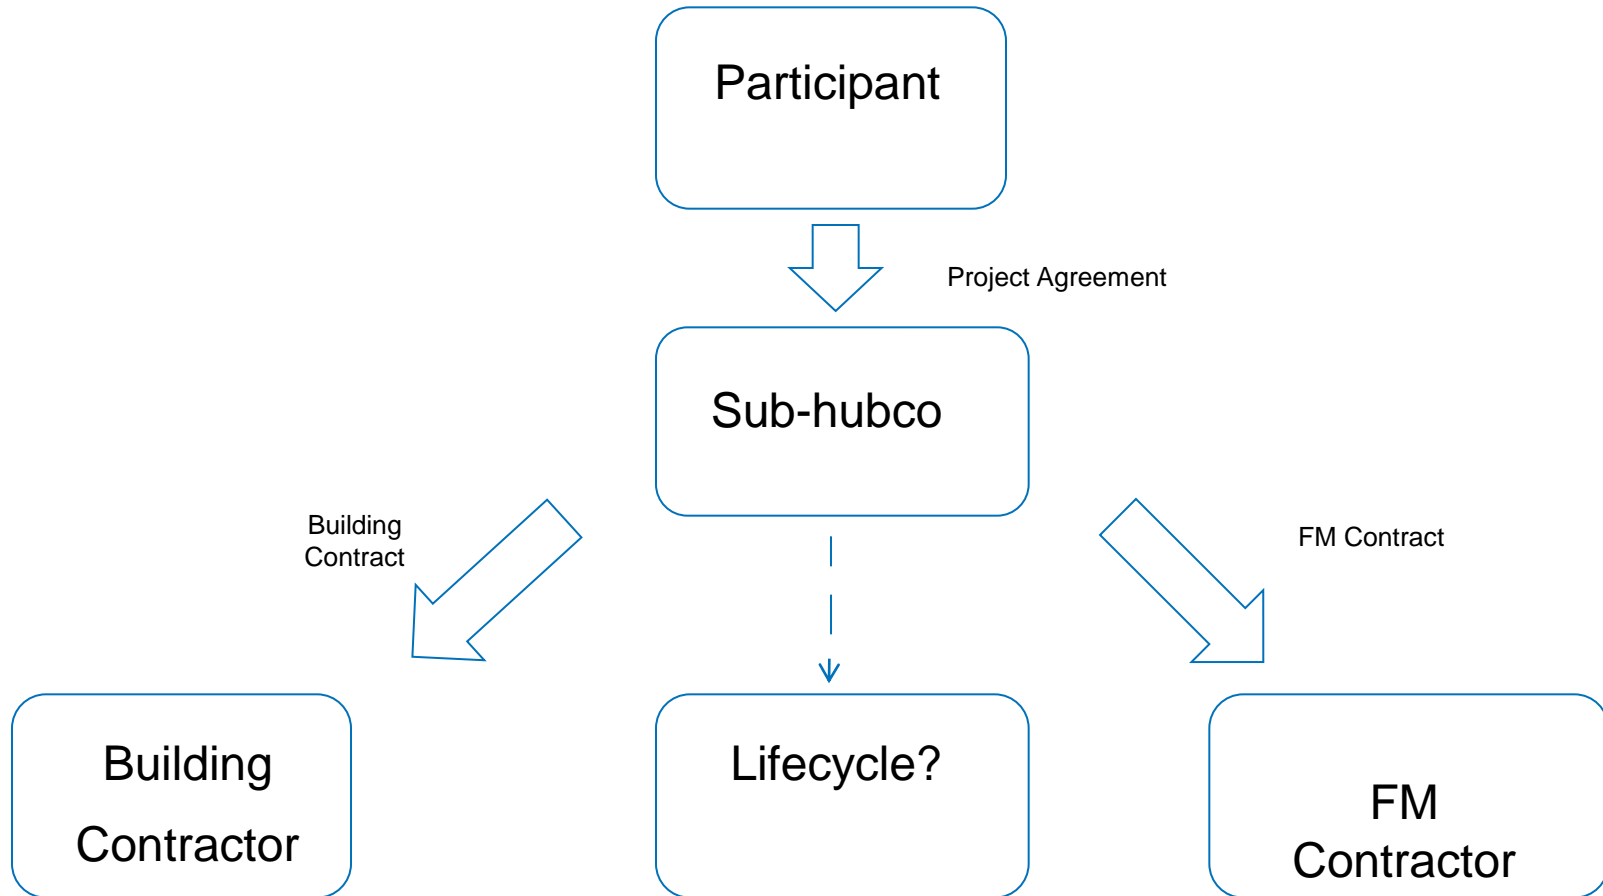 Participant
Project Agreement
Sub-hubco
Building
Contract
FM Contract
Building
Contractor
Lifecycle?
FM
Contractor